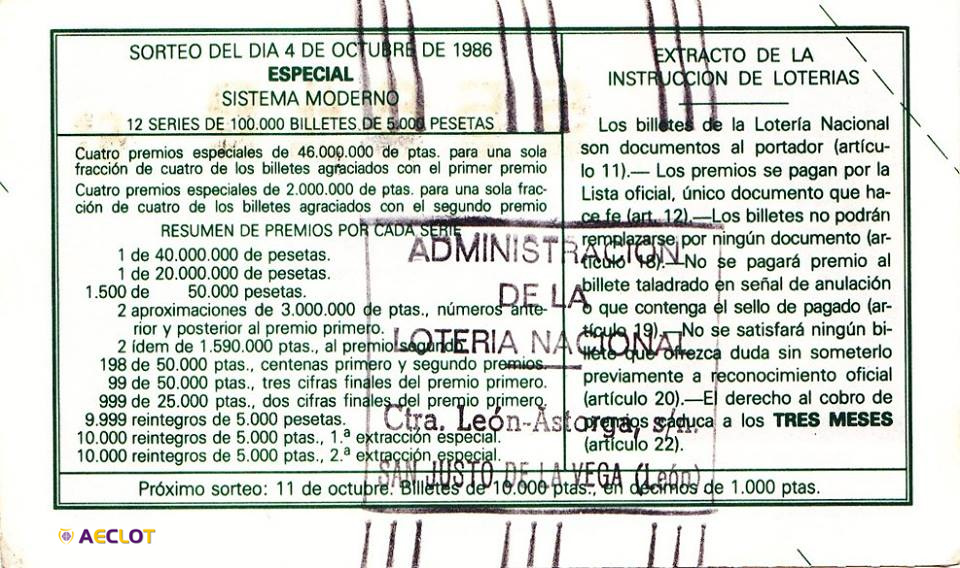 SORTEO DEL DIA 4 DE OCTUBRE DE 1986
ESPECIAL
SISTEMA MODERNO
12 SERIES DE 100.000 BILLETES DE 5.000 PESETAS
Cuatro premios especiales de 46.000.000 de ptas. para una sola
fracción de cuatro de los billetes agraciados con el primer premio
Cuatro premios especiales de 2.000.000 de ptas. para una sola frac-
ción de cuatro de los billetes agraciados con el segundo premio
RESUMEN DE PREMIOS POR CADA SERIE
1 de 40.000.000 de pesetas.
1 de 20.000.000 de pesetas.
1.500 de 50.000 pesetas.
2 aproximaciones de 3.000.000 de ptas., números ante-
rior y posterior al premio primero.
2 ídem de 1.590.000 ptas., al premio segundo.
198 de 50.000 ptas., centenas primero y segundo premios.
99 de 50.000 ptas., tres cifras finales del premio primero.
999 de 25.000 ptas., dos cifras finales del premio primero.
9.999 reintegros de 5.000 pesetas.
10.000 reintegros de 5.000 ptas., 1.ª extracción especial.
10.000 reintegros de 5.000 ptas., 2.ª extracción especial.
EXTRACTO DE LA
INSTRUCCION DE LOTERIAS
Los billetes de la Lotería Nacional
son documentos al portador (artícu-
lo 11).— Los premios se pagan por la
Lista oficial, único documento que ha-
ce fe (art. 12).—Los billetes no podrán
remplazarse por ningún documento (ar-
tículo 18).—No se pagará premio al
billete taladrado en señal de anulación
o que contenga el sello de pagado (ar-
tículo 19).—No se satisfará ningún bi-
llete que ofrezca duda sin someterlo
previamente a reconocimiento oficial
(artículo 20).—El derecho al cobro de
premios caduca a los TRES MESES
(artículo 22).
Próximo sorteo: 11 de octubre. Billetes de 10.000 ptas., en décimos de 1.000 ptas.
ADMINISTRACION
DE LA
LOTERIA NACIONAL
Ctra. León-Astorga, s/n.
SAN JUSTO DE LA VEGA (León)
AECLOT